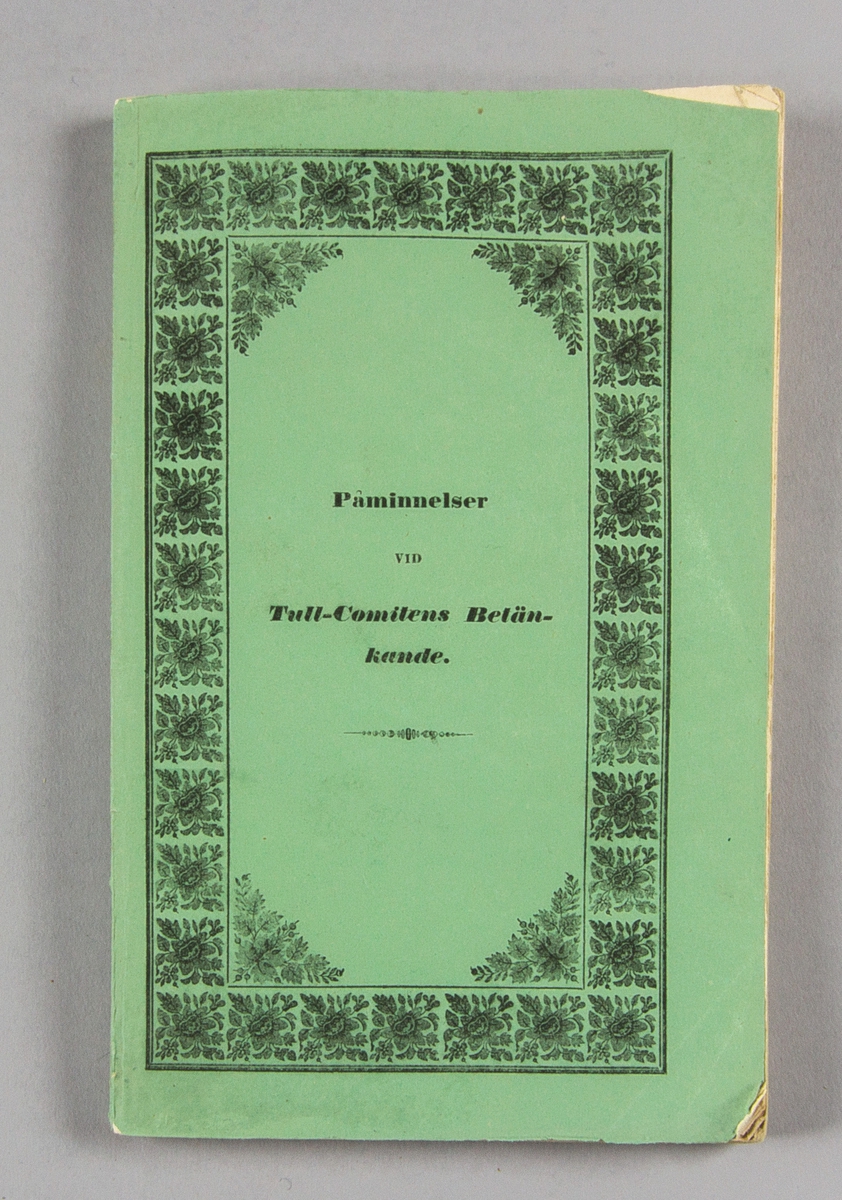 Påminnelser
VID
Tull-Comitens Betän-
kande.